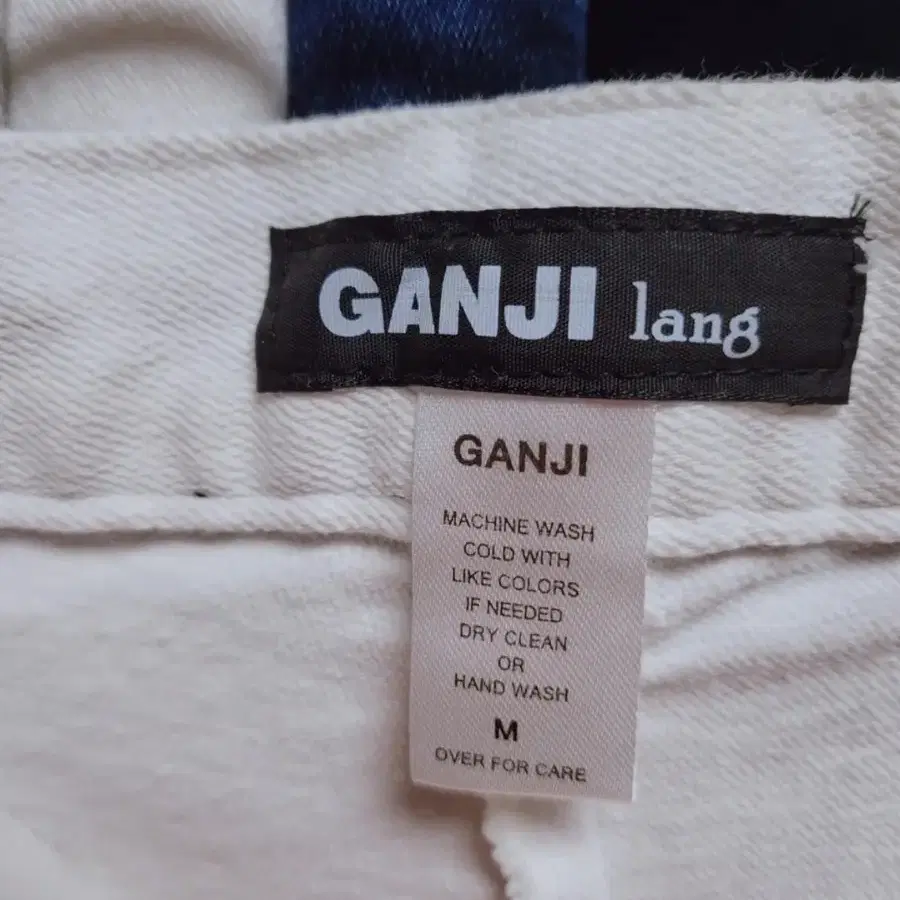 GANJI lang
GANJI
MACHINE WASH
COLD WITH
LIKE COLORS
IF NEEDED
DRY CLEAN
OR
HAND WASH
M
OVER FOR CARE